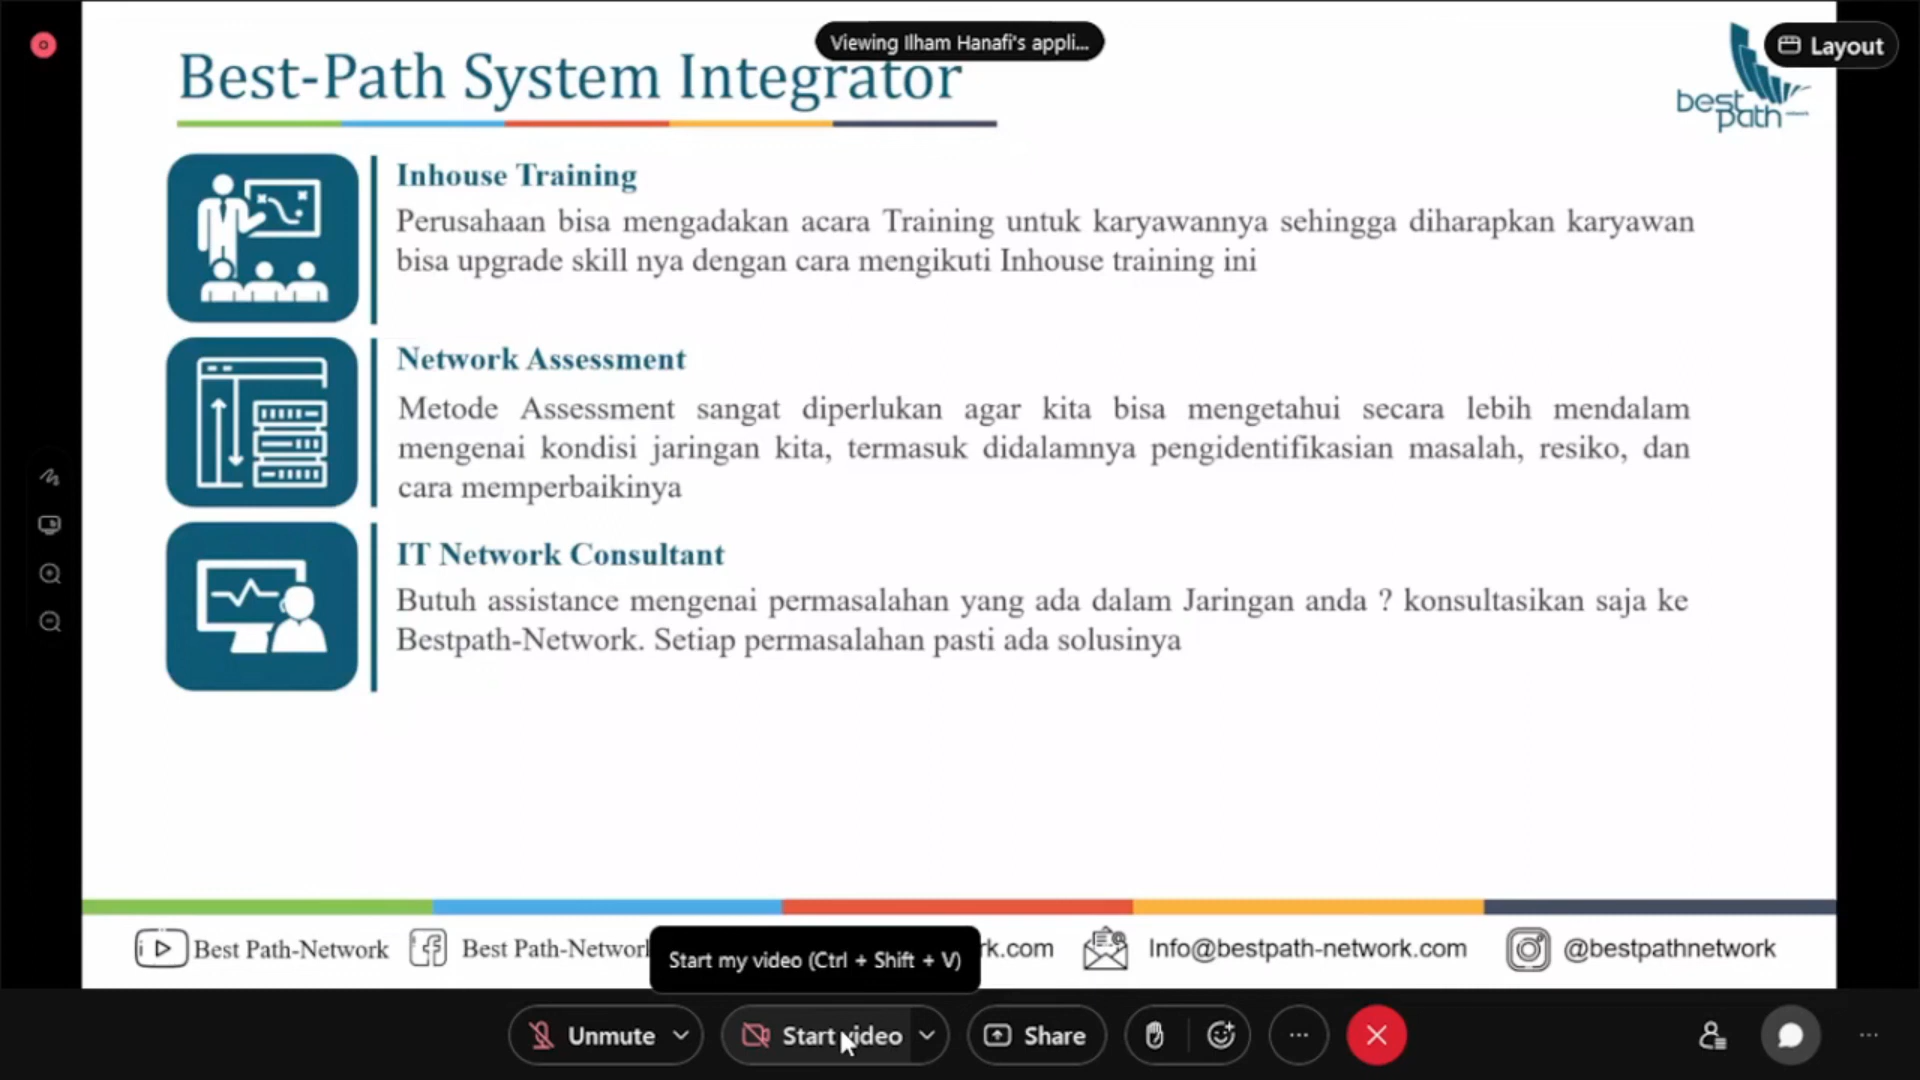 Viewing Ilham Hanafi's appli...
Layout
Best-Path System Integrator
best
path
Inhouse Training
Perusahaan bisa mengadakan acara Training untuk karyawannya sehingga diharapkan karyawan
bisa upgrade skill nya dengan cara mengikuti Inhouse training ini
Network Assessment
Metode Assessment sangat diperlukan agar kita bisa mengetahui secara lebih mendalam
mengenai kondisi jaringan kita, termasuk didalamnya pengidentifikasian masalah, resiko, dan
cara memperbaikinya
IT Network Consultant
Butuh assistance mengenai permasalahan yang ada dalam Jaringan anda ? konsultasikan saja ke
Bestpath-Network. Setiap permasalahan pasti ada solusinya
Best Path-Network
Best Path-Networ
rk.com
Info@bestpath-network.com
@bestpathnetwork
Start my video (Ctrl + Shift + V)
Unmute
Start video
Share